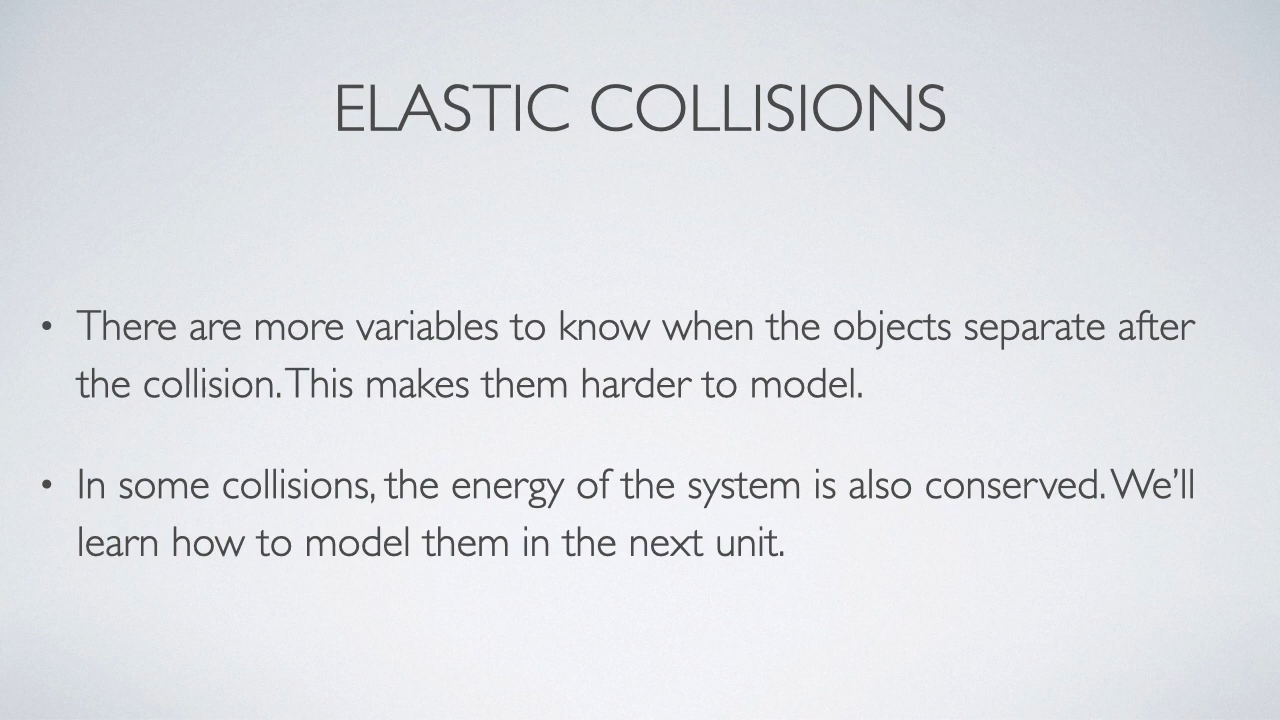 ELASTIC COLLISIONS
• There are more variables to know when the objects separate after
the collision. This makes them harder to model.
• In some collisions, the energy of the system is also conserved. We’ll
learn how to model them in the next unit.